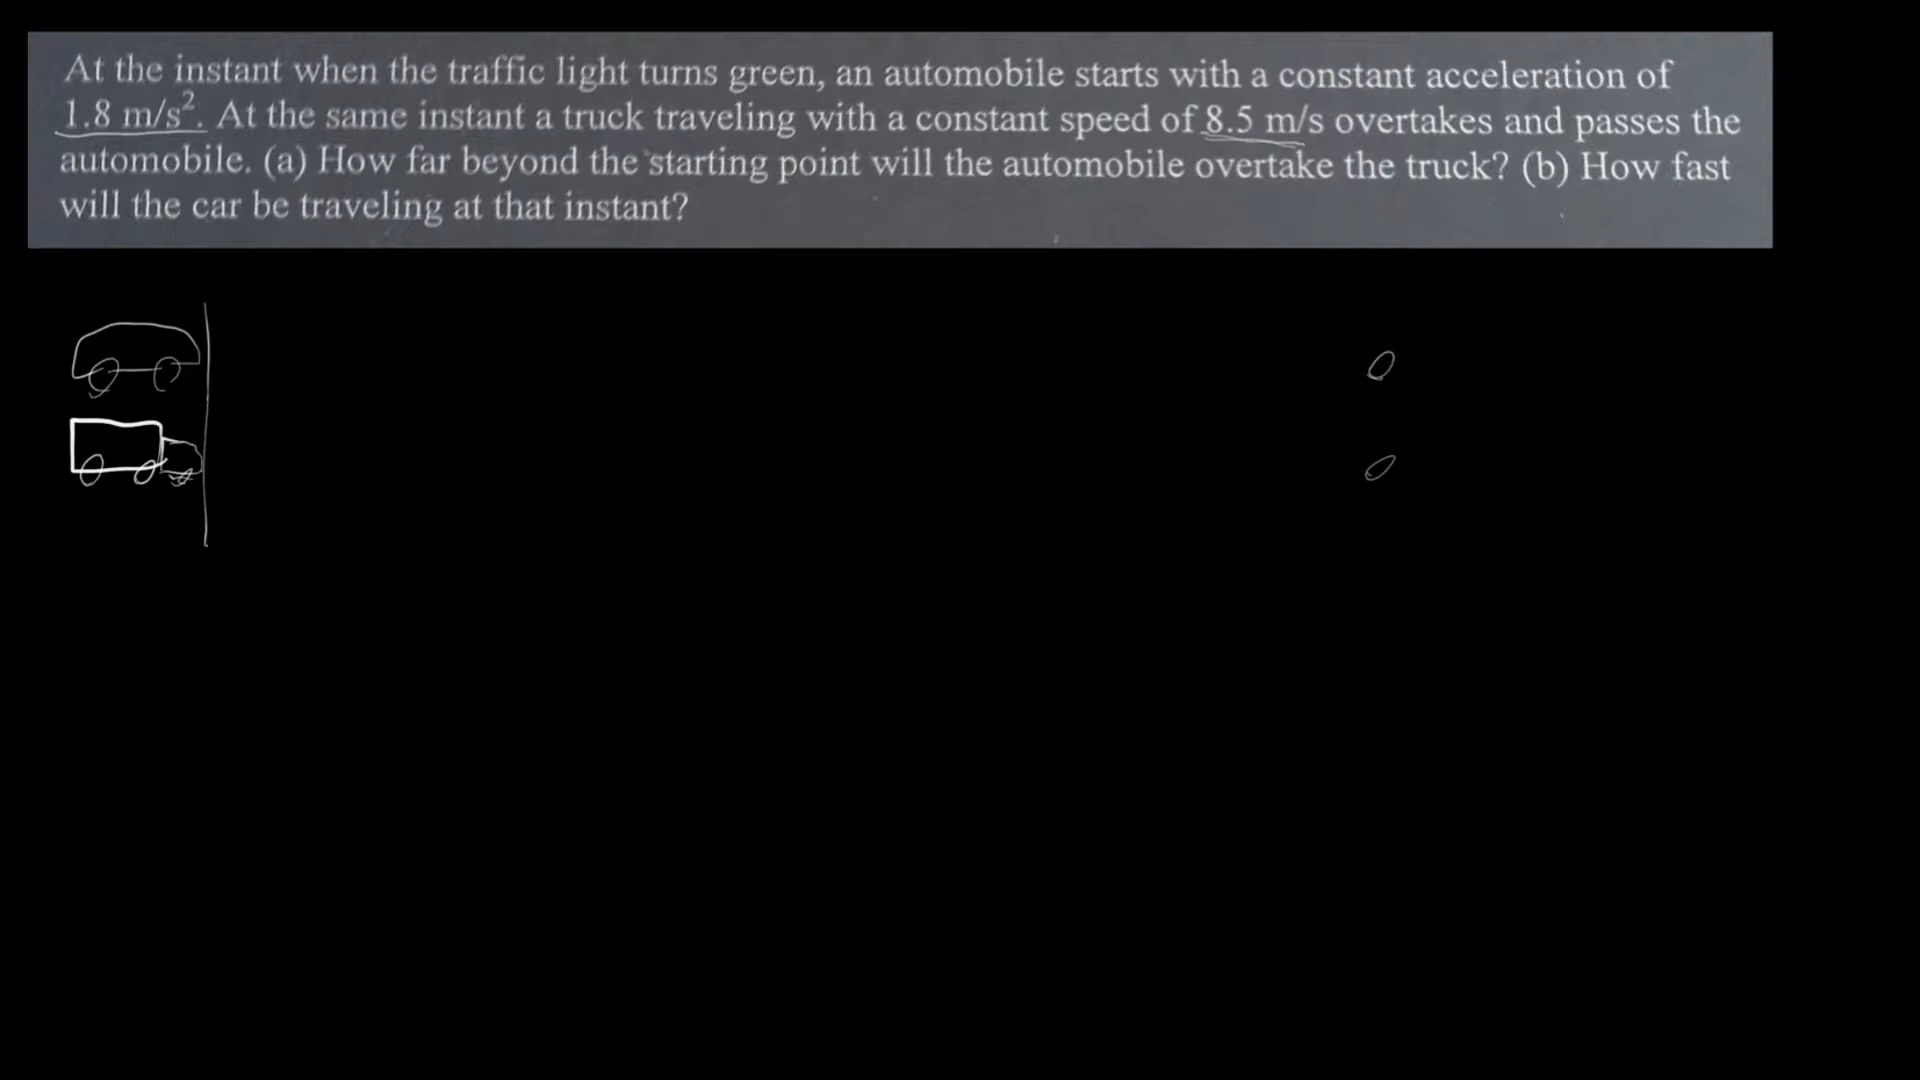 At the instant when the traffic light turns green, an automobile starts with a constant acceleration of
1.8 m/s². At the same instant a truck traveling with a constant speed of 8.5 m/s overtakes and passes the
automobile. (a) How far beyond the starting point will the automobile overtake the truck? (b) How fast
will the car be traveling at that instant?